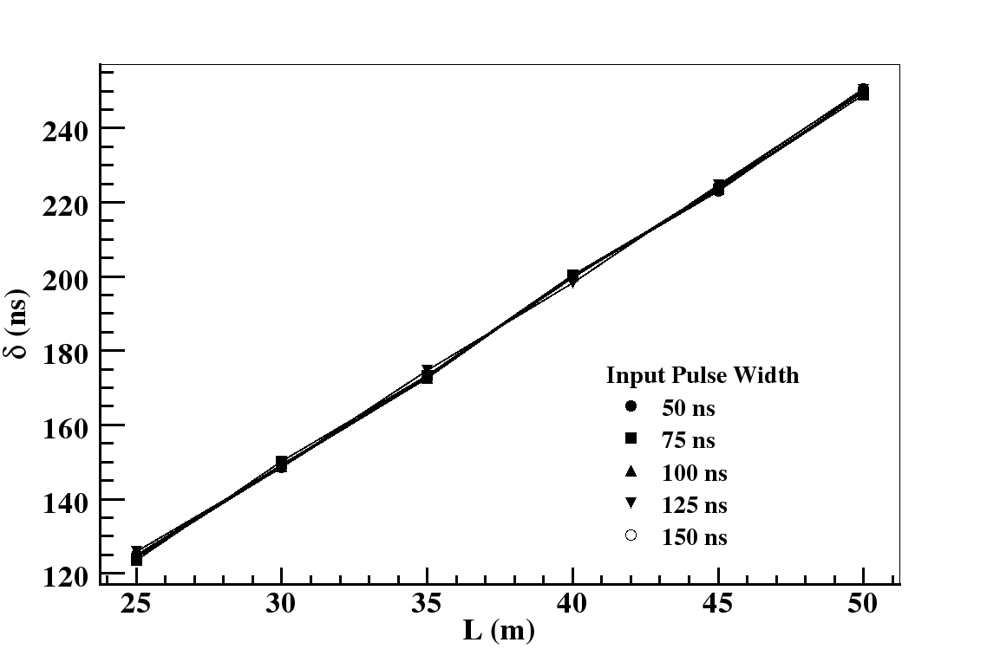 240
220
200
180
160
140
120
δ (ns)
25 30 35 40 45 50
L (m)
Input Pulse Width
50 ns
75 ns
100 ns
125 ns
150 ns